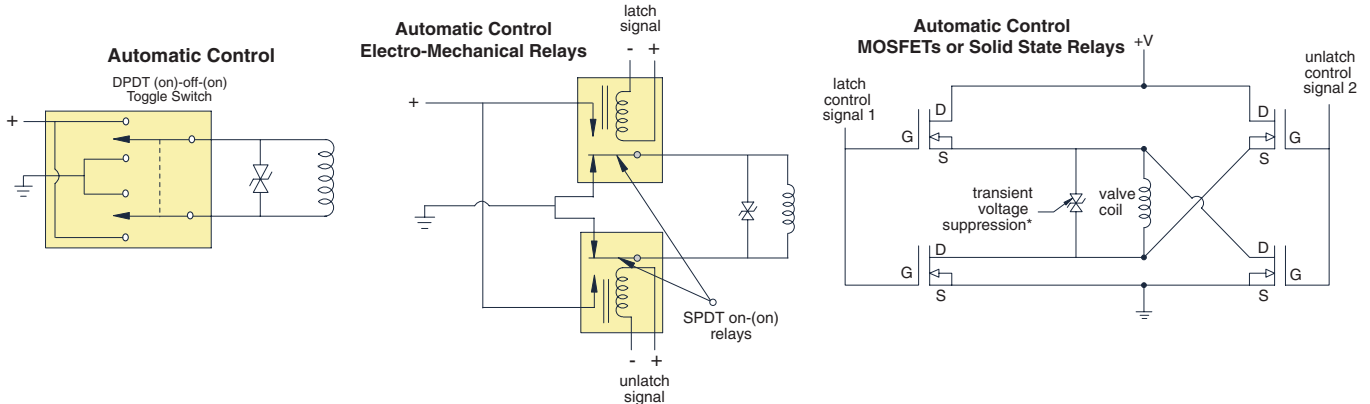 Automatic Control
DPDT (on)-off-(on)
Toggle Switch
+
Automatic Control
Electro-Mechanical Relays
latch
signal
- +
+
SPDT on-(on)
relays
- +
unlatch
signal
Automatic Control
MOSFETs or Solid State Relays
+V
latch
control
signal 1
unlatch
control
signal 2
D
G
S
D
G
S
transient
voltage
suppression*
valve
coil
D
G
S
D
G
S